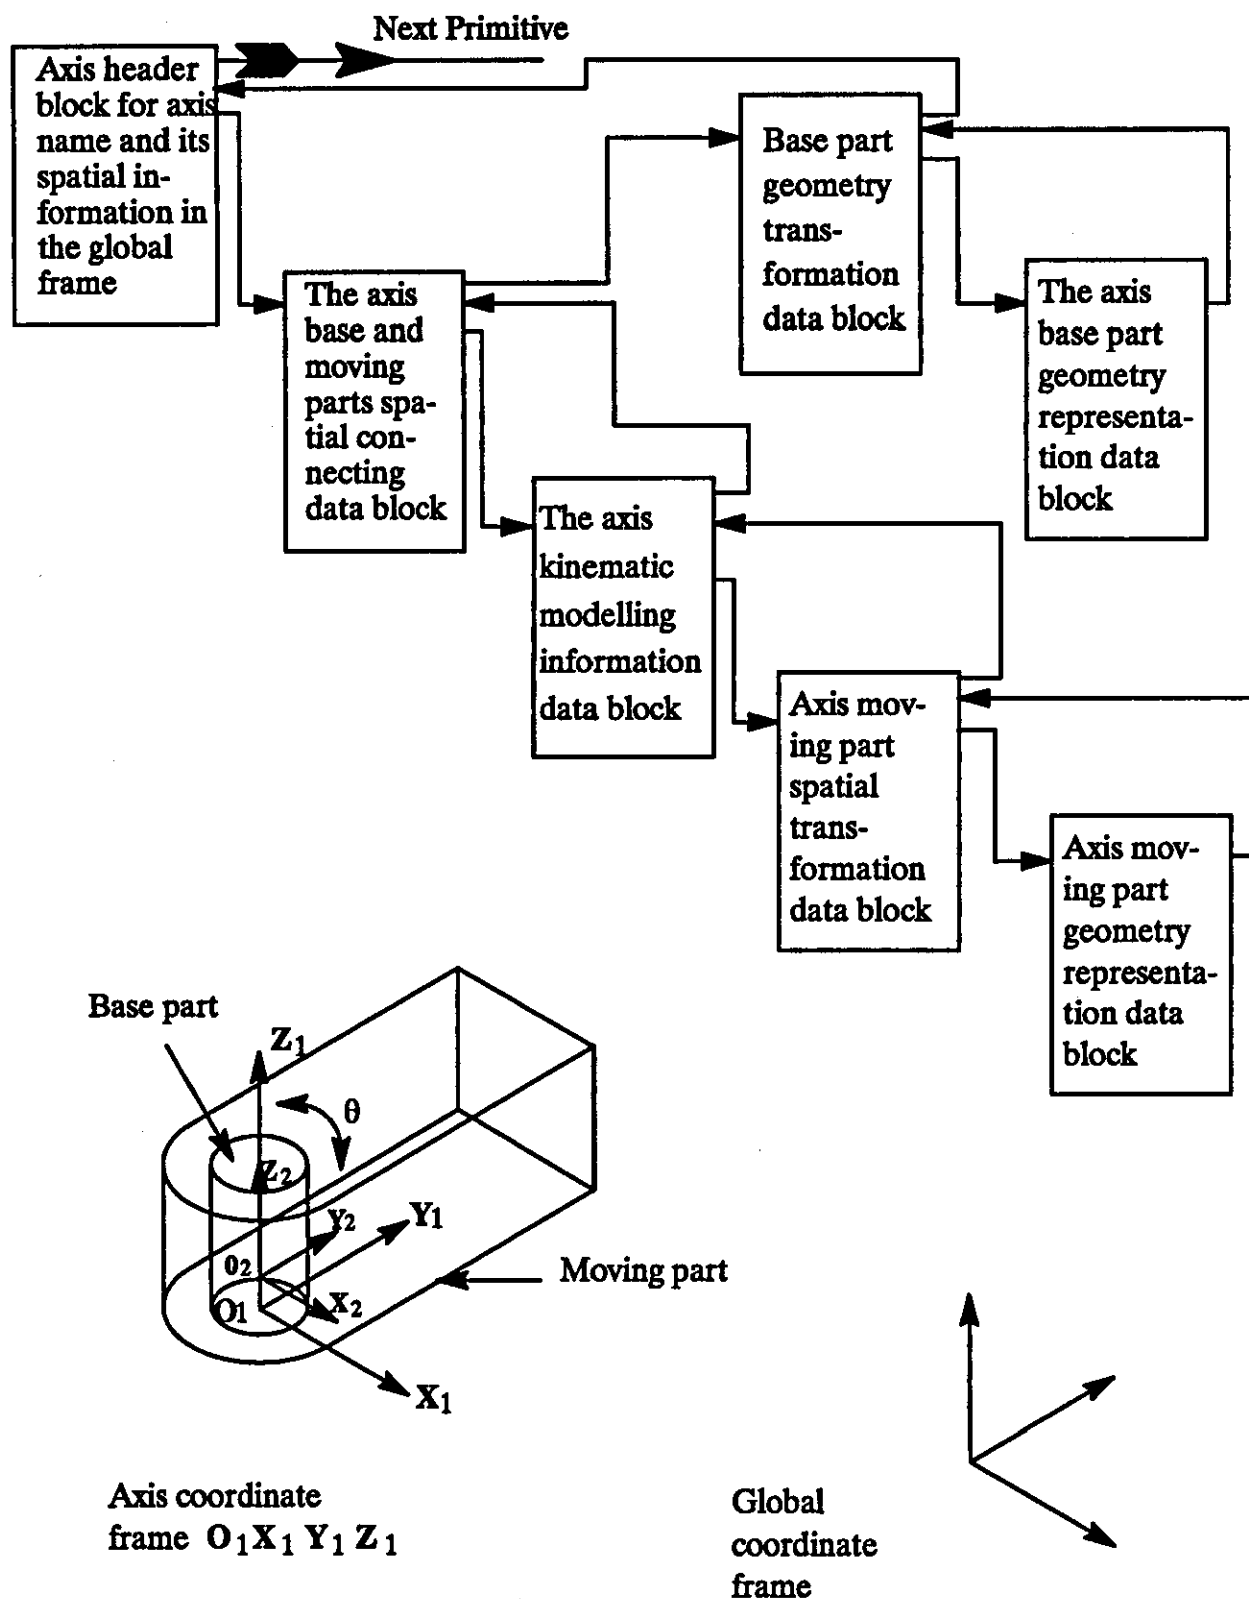 Next Primitive
Axis header
block for axis
name and its
spatial in-
formation in
the global
frame
Base part
geometry
trans-
formation
data block
The axis
base part
geometry
representa-
tion data
block
The axis
base and
moving
parts spa-
tial con-
necting
data block
The axis
kinematic
modelling
information
data block
Axis mov-
ing part
spatial
trans-
formation
data block
Axis mov-
ing part
geometry
representa-
tion data
block
Base part
Z1
θ
Z2
Y2
Y1
o2
O1
X2
Moving part
X1
Axis coordinate
frame O1X1 Y1 Z1
Global
coordinate
frame